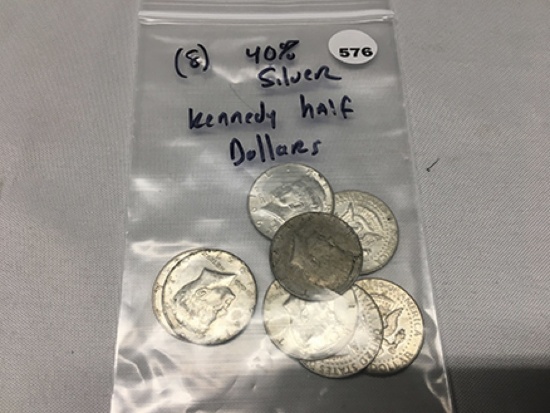 576
(8) 40%
Silver
Kennedy half
Dollars